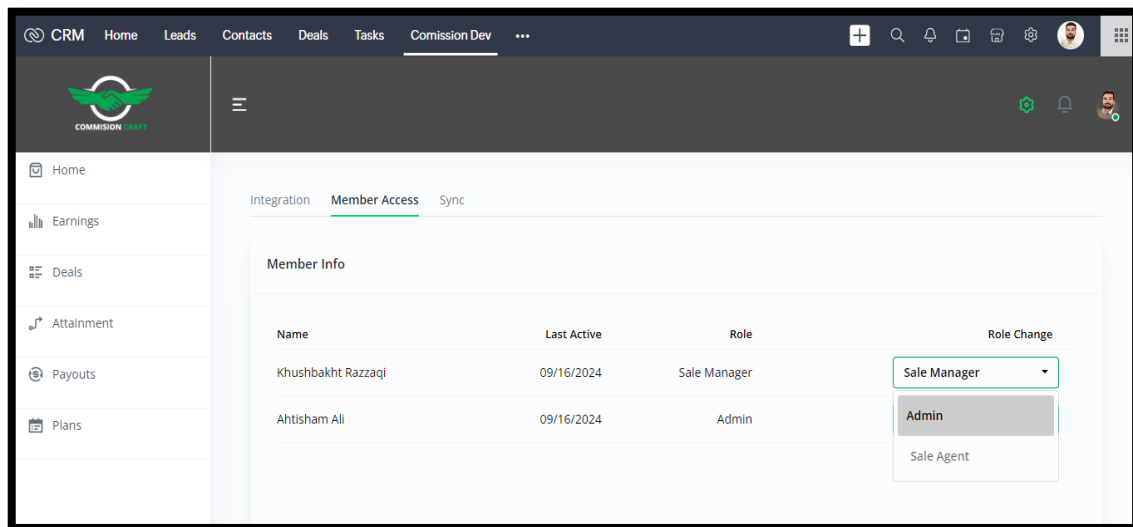 CRM Home Leads Contacts Deals Tasks Comission Dev •••
COMMISION CRAFT
Home
Earnings
Deals
Attainment
Payouts
Plans
Integration Member Access Sync
Member Info
Name Last Active Role Role Change
Khushbakht Razzaqi 09/16/2024 Sale Manager Sale Manager
Ahtisham Ali 09/16/2024 Admin
Admin
Sale Agent